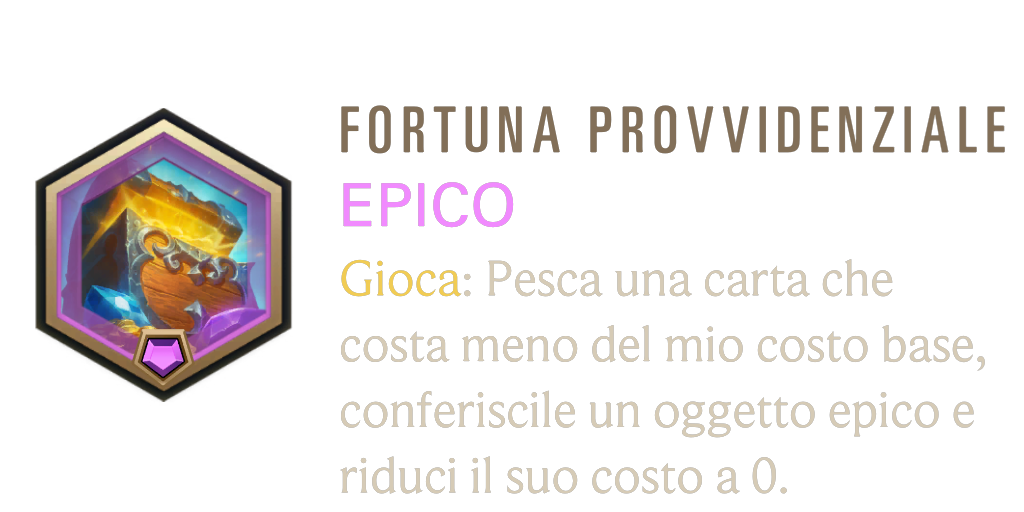 FORTUNA PROVVIDENZIALE
EPICO
Gioca: Pesca una carta che
costa meno del mio costo base,
conferiscile un oggetto epico e
riduci il suo costo a 0.